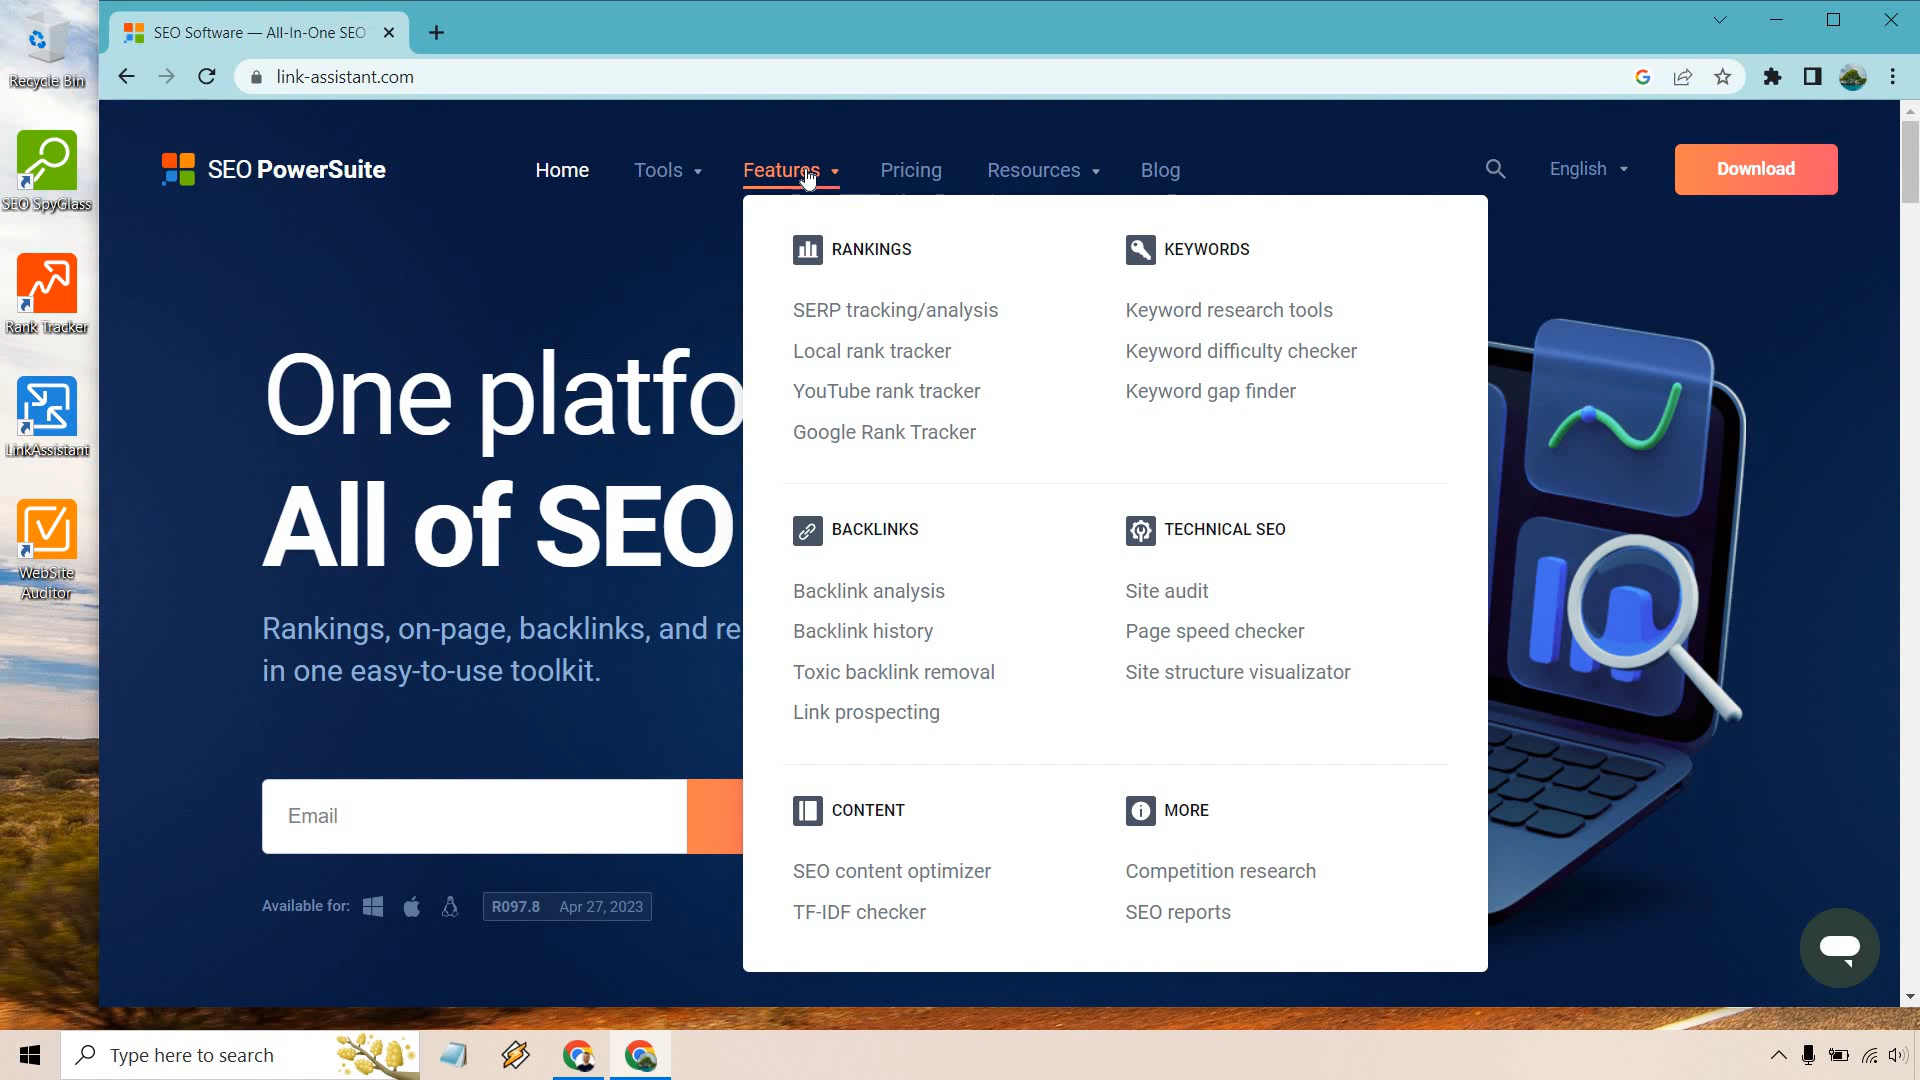 Recycle Bin
SEO SpyGlass
Rank Tracker
LinkAssistant
WebSite
Auditor
SEO Software — All-In-One SEO
link-assistant.com
SEO PowerSuite
Home
Tools
Features
Pricing
Resources
Blog
English
Download
One platfo
All of SEO
Rankings, on-page, backlinks, and re
in one easy-to-use toolkit.
Email
Available for:
R097.8 Apr 27, 2023
RANKINGS
SERP tracking/analysis
Local rank tracker
YouTube rank tracker
Google Rank Tracker
KEYWORDS
Keyword research tools
Keyword difficulty checker
Keyword gap finder
BACKLINKS
Backlink analysis
Backlink history
Toxic backlink removal
Link prospecting
TECHNICAL SEO
Site audit
Page speed checker
Site structure visualizator
CONTENT
SEO content optimizer
TF-IDF checker
MORE
Competition research
SEO reports
Type here to search